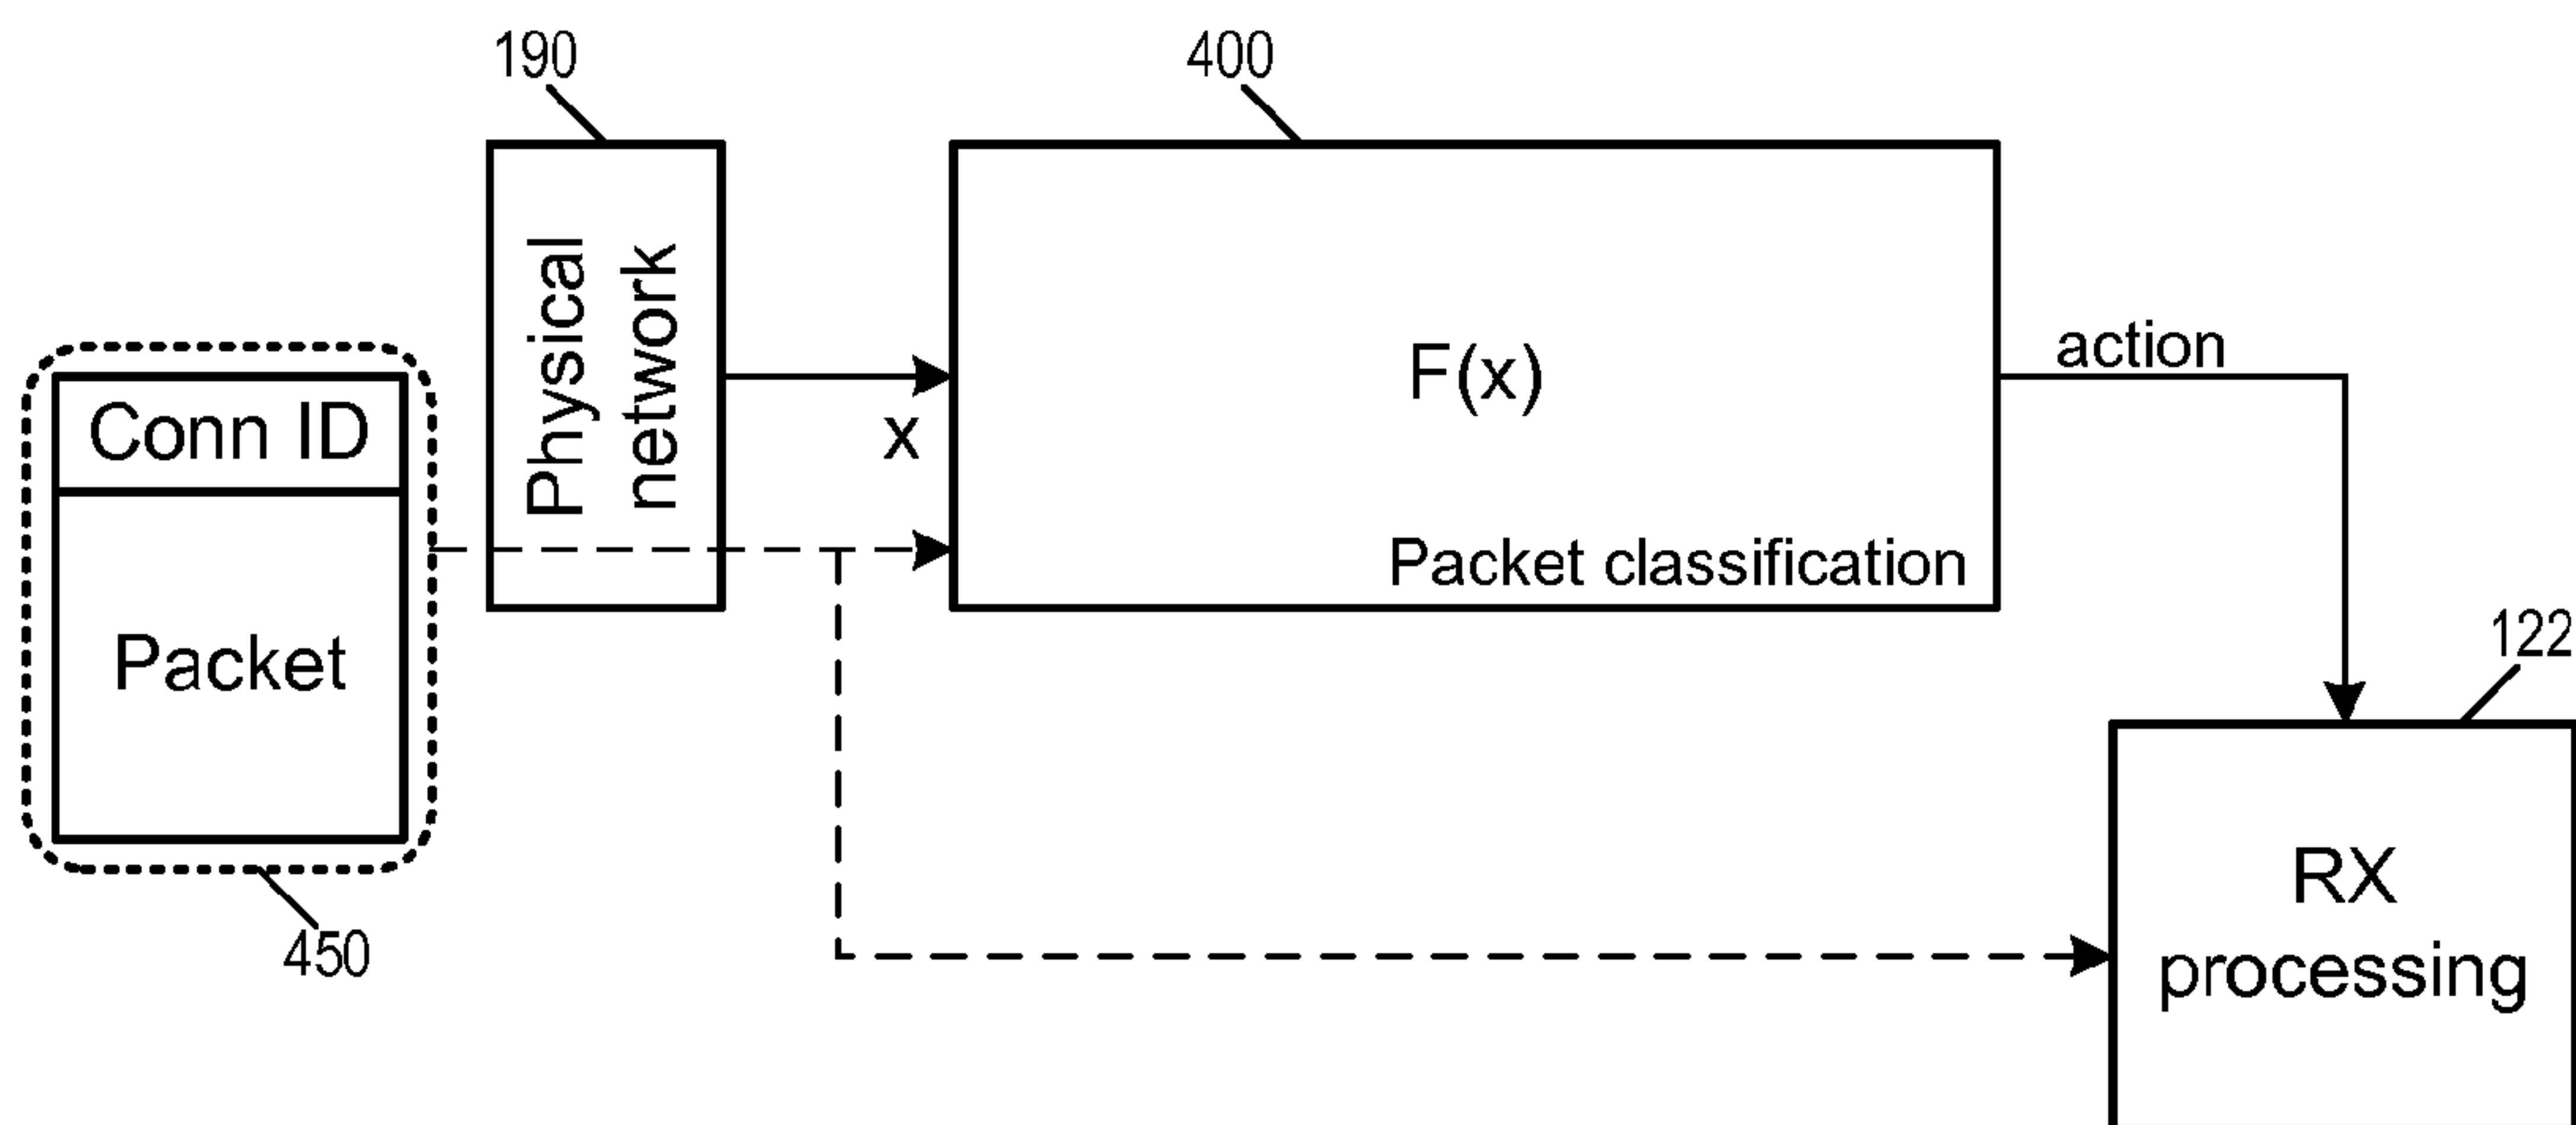 190
400
Physical
network
action
F(x)
Conn ID
x
Packet classification
Packet
122
RX
processing
450